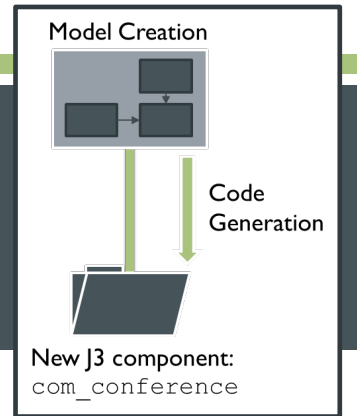 Model Creation
Code
Generation
New J3 component:
com_conference